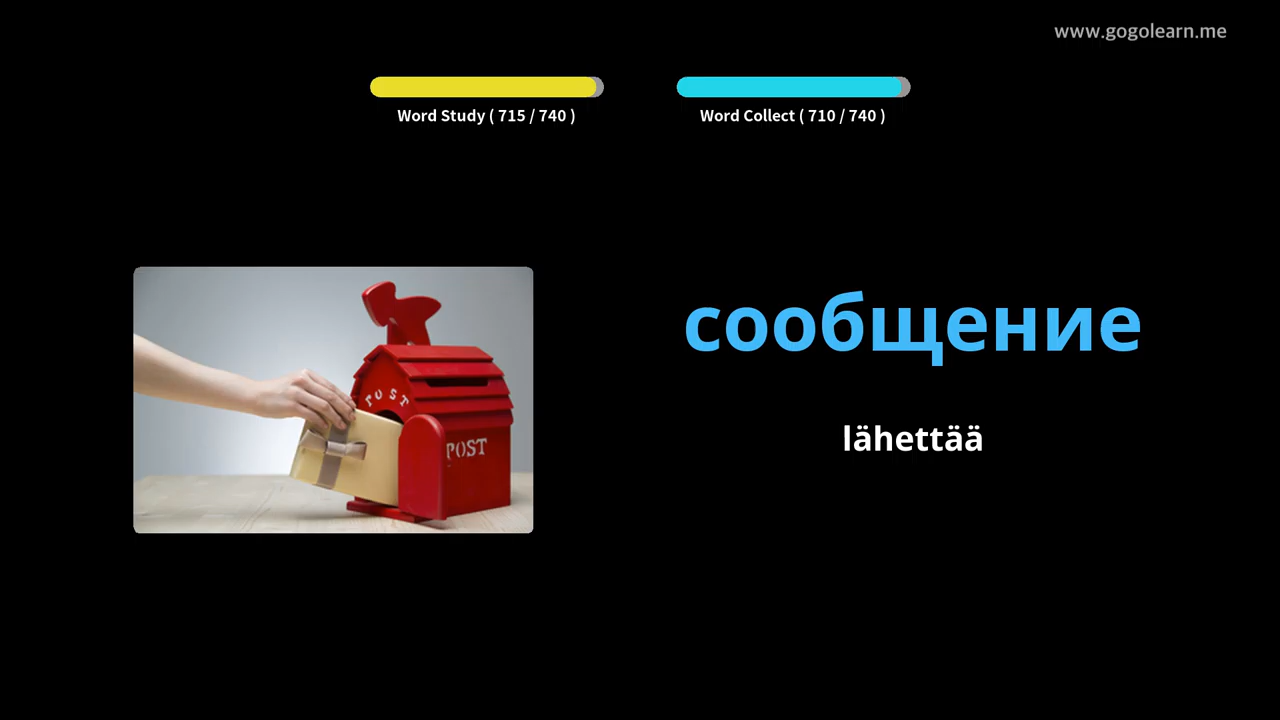 www.gogolearn.me
Word Study ( 715 / 740 )
Word Collect ( 710 / 740 )
сообщение
lähettää
POST
POST